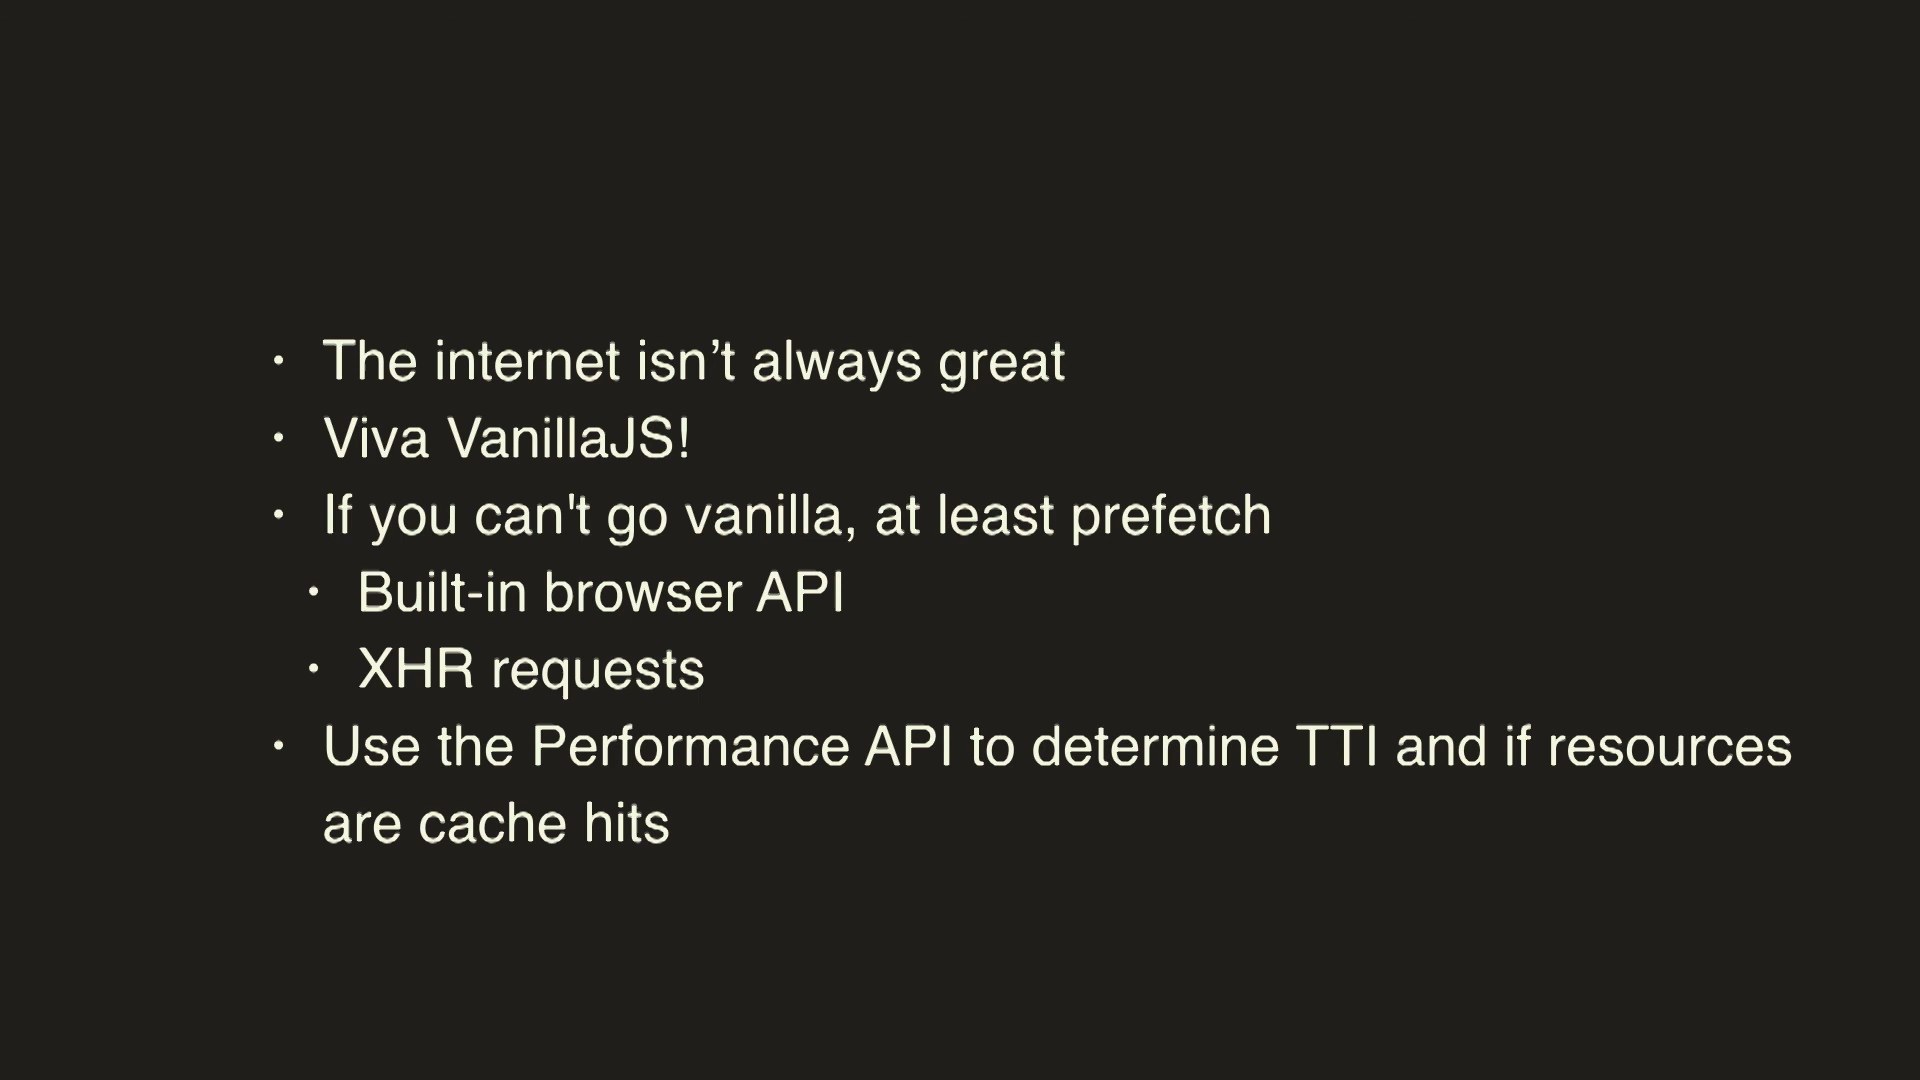 • The internet isn’t always great
• Viva VanillaJS!
• If you can't go vanilla, at least prefetch
• Built-in browser API
• XHR requests
• Use the Performance API to determine TTI and if resources
are cache hits